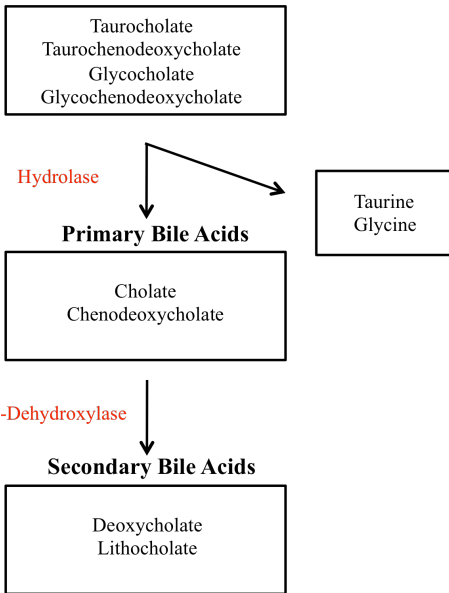 Taurocholate
Taurochenodeoxycholate
Glycocholate
Glycochenodeoxycholate
Hydrolase
Taurine
Glycine
Primary Bile Acids
Cholate
Chenodeoxycholate
-Dehydroxylase
Secondary Bile Acids
Deoxycholate
Lithocholate